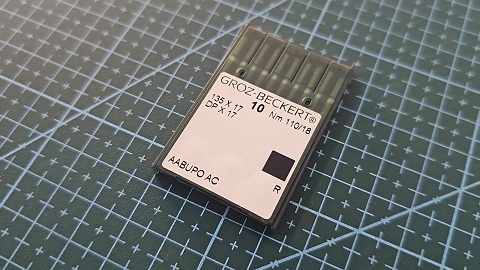 GROZ-BECKERT®
135 X 17 10 Nm 110/18
DP X 17
R
AABUPO AC